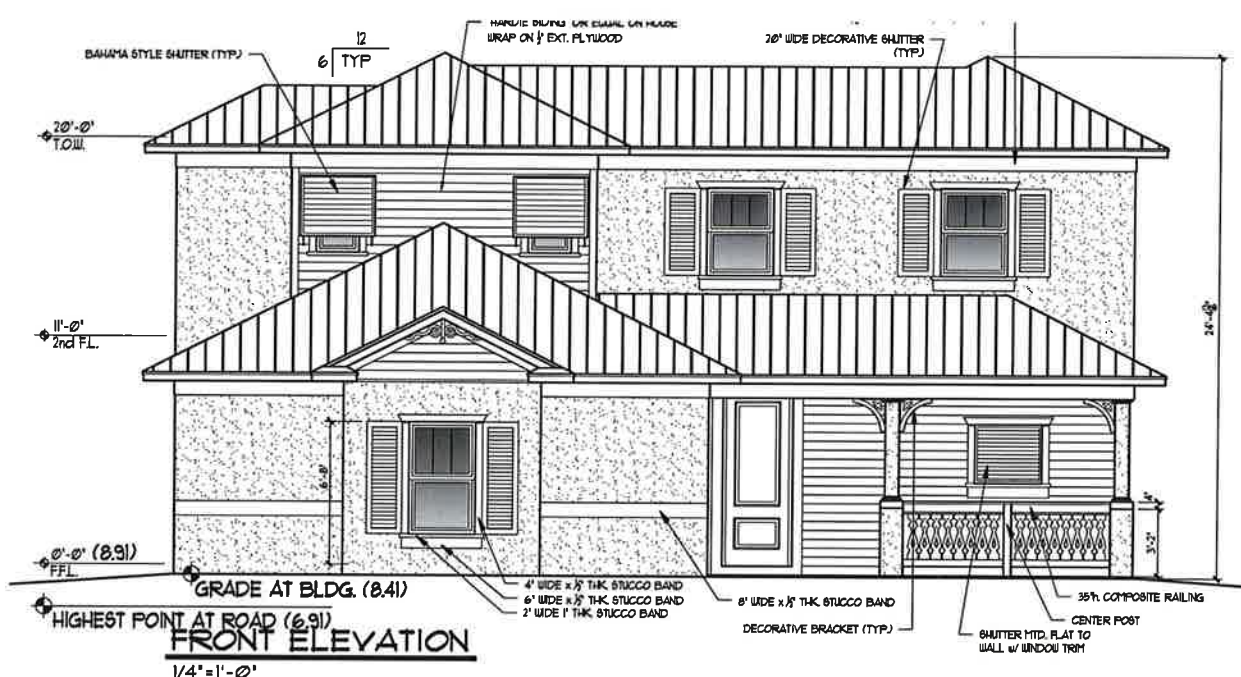 HARDIE SIDING OR EQUAL ON HOUSE
WRAP ON ½" EXT. PLYWOOD
BAHAMA STYLE SHUTTER (TYP.)
12
6 TYP
20" WIDE DECORATIVE SHUTTER
(TYP.)
20'-0"
T.O.W.
11'-0"
2nd F.L.
6'-8"
0'-0" (8.91)
F.F.L.
GRADE AT BLDG. (8.41)
HIGHEST POINT AT ROAD (6.91)
FRONT ELEVATION
1/4"=1'-0"
4" WIDE x ½" THK. STUCCO BAND
6" WIDE x ½" THK. STUCCO BAND
2" WIDE 1" THK. STUCCO BAND
8" WIDE x ½" THK. STUCCO BAND
DECORATIVE BRACKET (TYP.)
4"
3'-2"
35"h. COMPOSITE RAILING
CENTER POST
SHUTTER MTD. FLAT TO
WALL w/ WINDOW TRIM